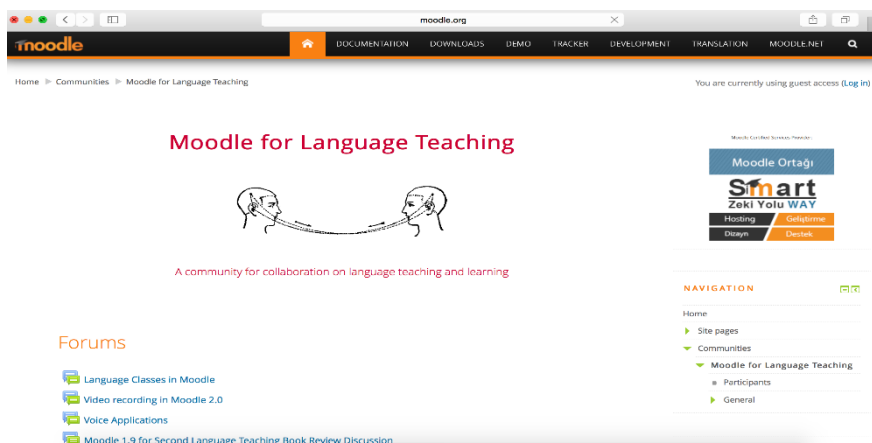 moodle.org
moodle
DOCUMENTATION DOWNLOADS DEMO TRACKER DEVELOPMENT TRANSLATION MOODLE.NET
Home Communities Moodle for Language Teaching
You are currently using guest access (Log in)
Moodle for Language Teaching
A community for collaboration on language teaching and learning
Forums
Language Classes in Moodle
Video recording in Moodle 2.0
Voice Applications
Moodle 1.9 for Second Language Teaching Book Review Discussion
Moodle Certified Services Provider
Moodle Ortağı
Smart
Zeki Yolu WAY
Hosting Geliştirme
Dizayn Destek
NAVIGATION
Home
Site pages
Communities
Moodle for Language Teaching
Participants
General